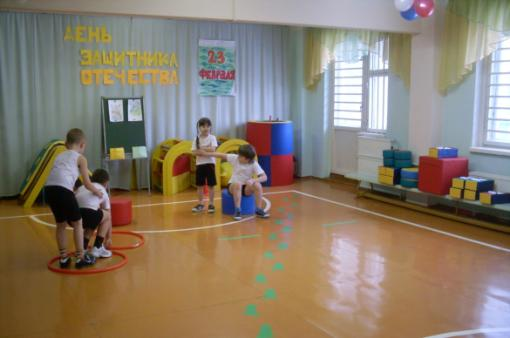 ДЕНЬ
ЗАЩИТНИКА
ОТЕЧЕСТВА
23
ФЕВРАЛЯ